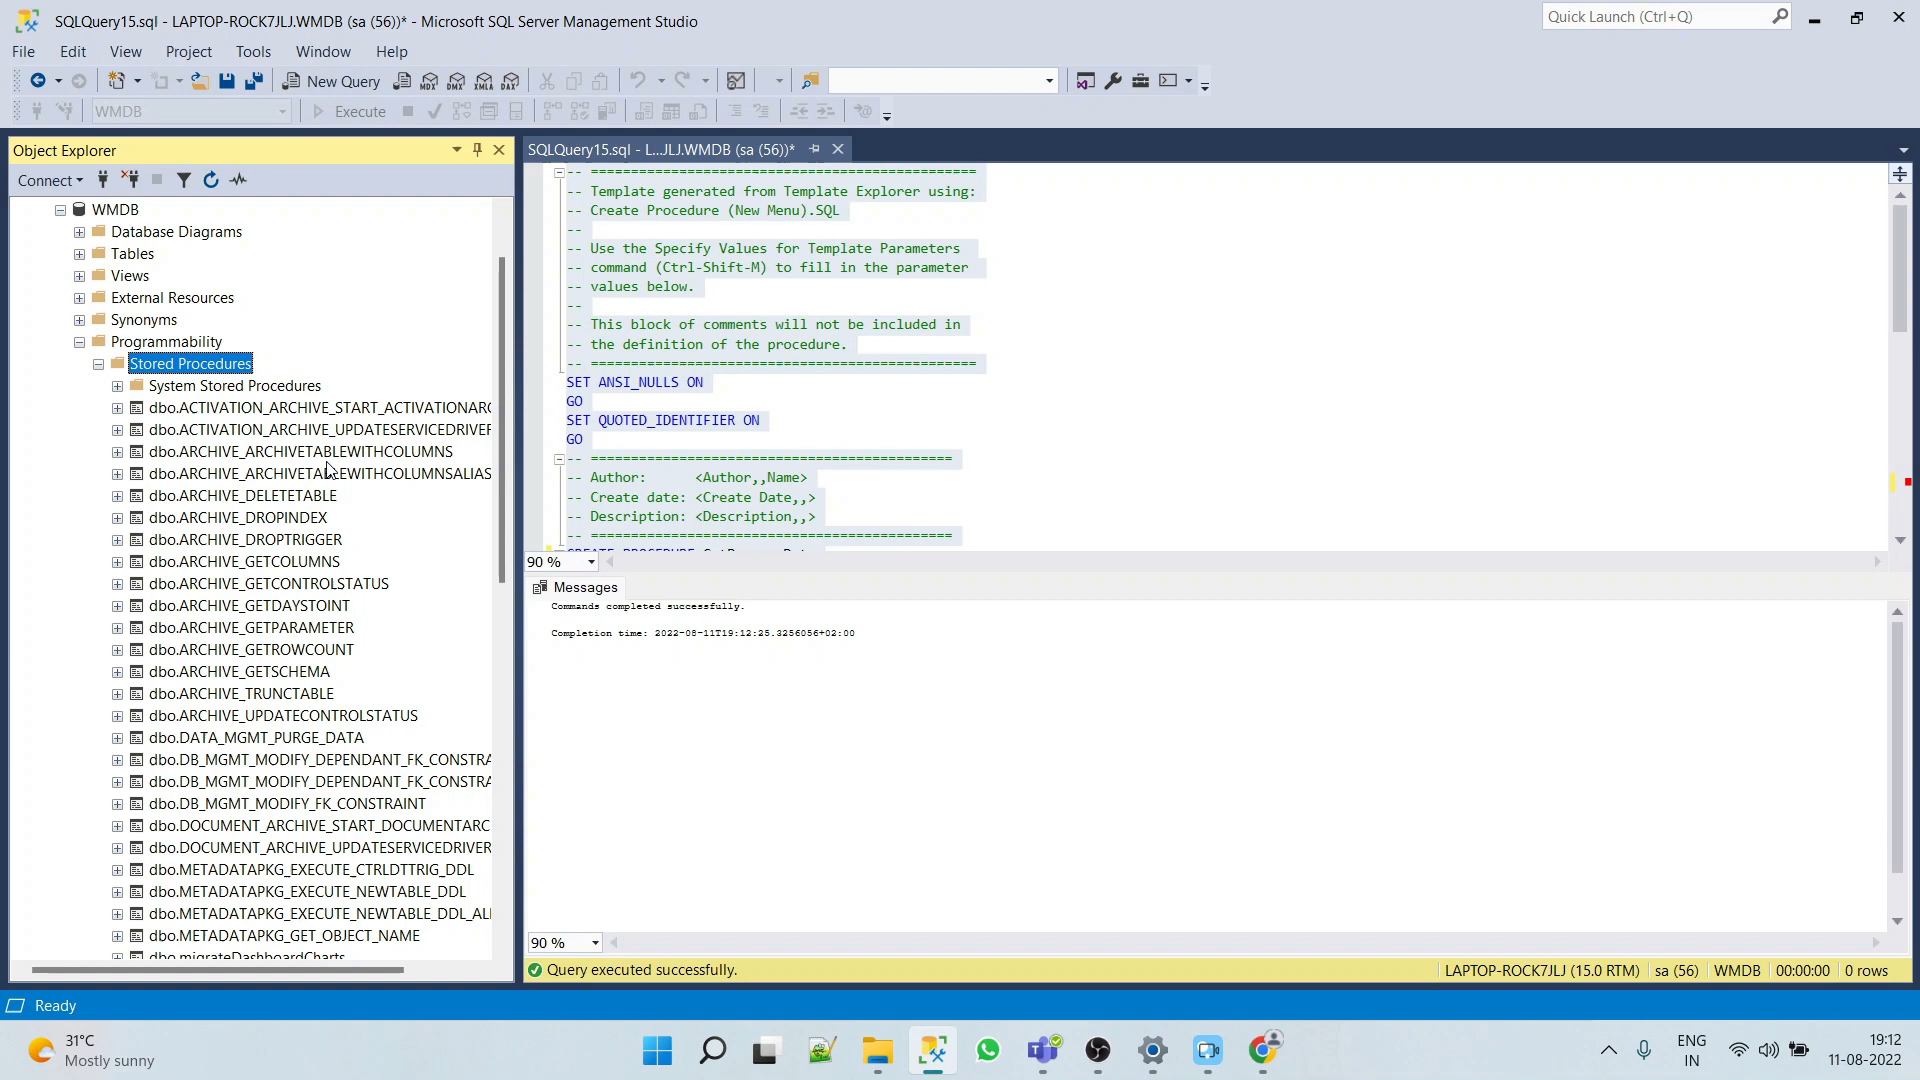 SQLQuery15.sql - LAPTOP-ROCK7JLJ.WMDB (sa (56))* - Microsoft SQL Server Management Studio
Quick Launch (Ctrl+Q)
File Edit View Project Tools Window Help
New Query
MDX DMX XMLA DAX
WMDB
Execute
Object Explorer
Connect
WMDB
Database Diagrams
Tables
Views
External Resources
Synonyms
Programmability
Stored Procedures
System Stored Procedures
dbo.ACTIVATION_ARCHIVE_START_ACTIVATIONARC
dbo.ACTIVATION_ARCHIVE_UPDATESERVICEDRIVER
dbo.ARCHIVE_ARCHIVETABLEWITHCOLUMNS
dbo.ARCHIVE_ARCHIVETABLEWITHCOLUMNSALIAS
dbo.ARCHIVE_DELETETABLE
dbo.ARCHIVE_DROPINDEX
dbo.ARCHIVE_DROPTRIGGER
dbo.ARCHIVE_GETCOLUMNS
dbo.ARCHIVE_GETCONTROLSTATUS
dbo.ARCHIVE_GETDAYSTOINT
dbo.ARCHIVE_GETPARAMETER
dbo.ARCHIVE_GETROWCOUNT
dbo.ARCHIVE_GETSCHEMA
dbo.ARCHIVE_TRUNCTABLE
dbo.ARCHIVE_UPDATECONTROLSTATUS
dbo.DATA_MGMT_PURGE_DATA
dbo.DB_MGMT_MODIFY_DEPENDANT_FK_CONSTRA
dbo.DB_MGMT_MODIFY_DEPENDANT_FK_CONSTRA
dbo.DB_MGMT_MODIFY_FK_CONSTRAINT
dbo.DOCUMENT_ARCHIVE_START_DOCUMENTARC
dbo.DOCUMENT_ARCHIVE_UPDATESERVICEDRIVER
dbo.METADATAPKG_EXECUTE_CTRLDTTRIG_DDL
dbo.METADATAPKG_EXECUTE_NEWTABLE_DDL
dbo.METADATAPKG_EXECUTE_NEWTABLE_DDL_ALI
dbo.METADATAPKG_GET_OBJECT_NAME
dbo.migrateDashboardCharts
SQLQuery15.sql - L...JLJ.WMDB (sa (56))*
-- ================================================
-- Template generated from Template Explorer using:
-- Create Procedure (New Menu).SQL
--
-- Use the Specify Values for Template Parameters
-- command (Ctrl-Shift-M) to fill in the parameter
-- values below.
--
-- This block of comments will not be included in
-- the definition of the procedure.
-- ================================================
SET ANSI_NULLS ON
GO
SET QUOTED_IDENTIFIER ON
GO
-- =============================================
-- Author: <Author,,Name>
-- Create date: <Create Date,,>
-- Description: <Description,,>
-- =============================================
CREATE PROCEDURE
90 %
Messages
Commands completed successfully.
Completion time: 2022-08-11T19:12:25.3256056+02:00
90 %
Query executed successfully. LAPTOP-ROCK7JLJ (15.0 RTM) sa (56) WMDB 00:00:00 0 rows
Ready
31°C
Mostly sunny
ENG
IN
19:12
11-08-2022